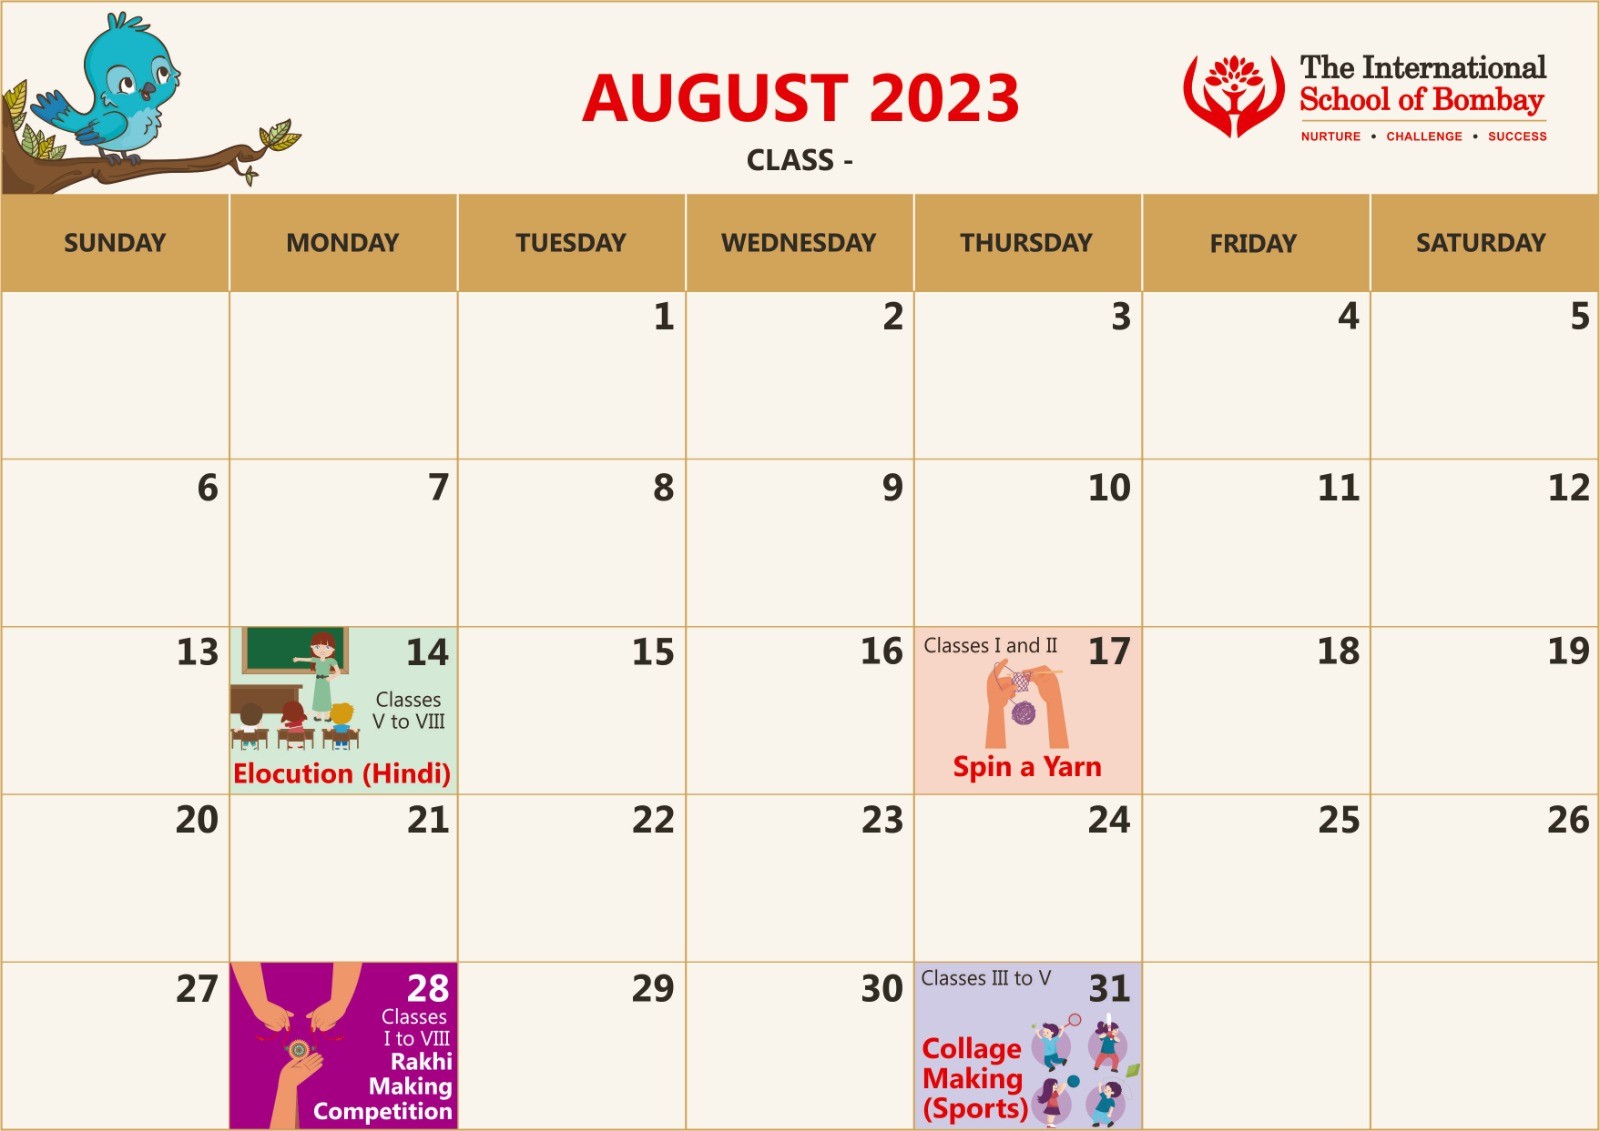 AUGUST 2023
CLASS -
The International
School of Bombay
NURTURE • CHALLENGE • SUCCESS
SUNDAY MONDAY TUESDAY WEDNESDAY THURSDAY FRIDAY SATURDAY
1 2 3 4 5
6 7 8 9 10 11 12
13
14
Classes
V to VIII
Elocution (Hindi)
15
16
Classes I and II 17
Spin a Yarn
18
19
20 21 22 23 24 25 26
27
28
Classes
I to VIII
Rakhi
Making
Competition
29
30
Classes III to V 31
Collage
Making
(Sports)